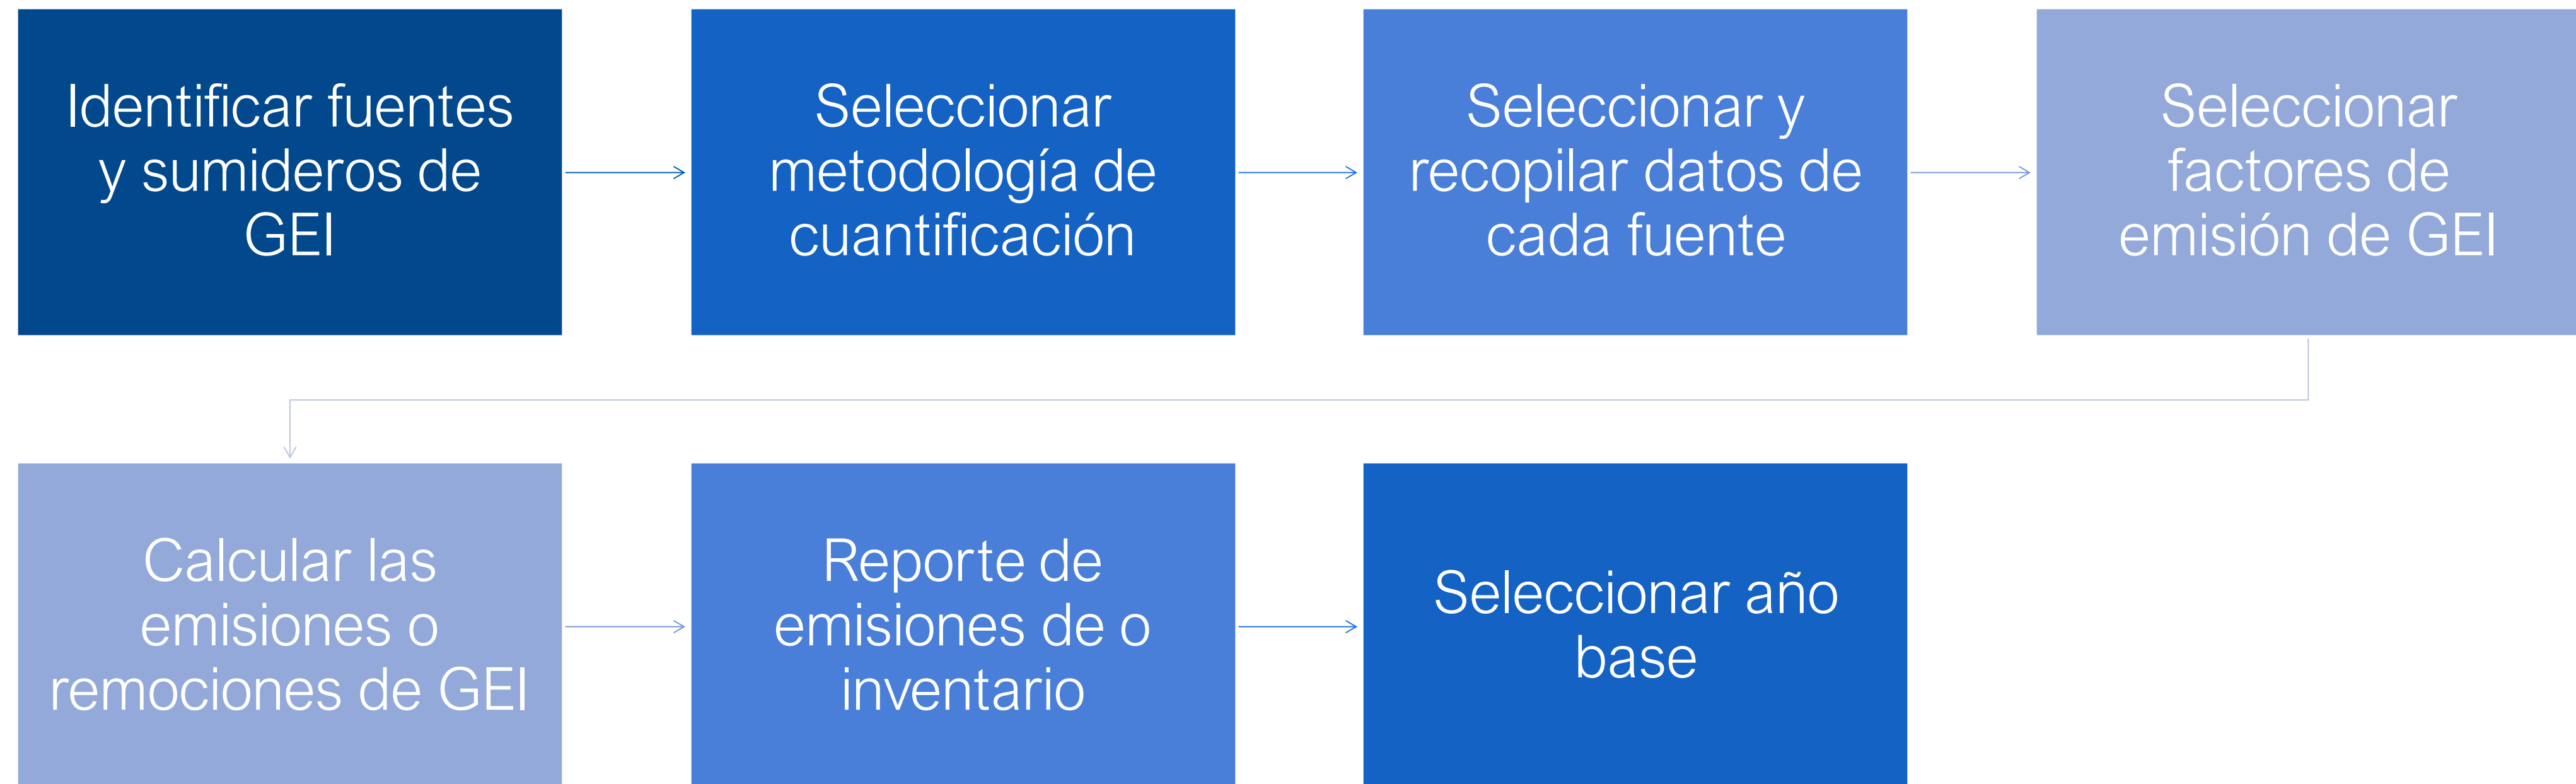 Identificar fuentes
y sumideros de
GEI
Seleccionar
metodología de
cuantificación
Seleccionar y
recopilar datos de
cada fuente
Seleccionar
factores de
emisión de GEI
Calcular las
emisiones o
remociones de GEI
Reporte de
emisiones de o
inventario
Seleccionar año
base